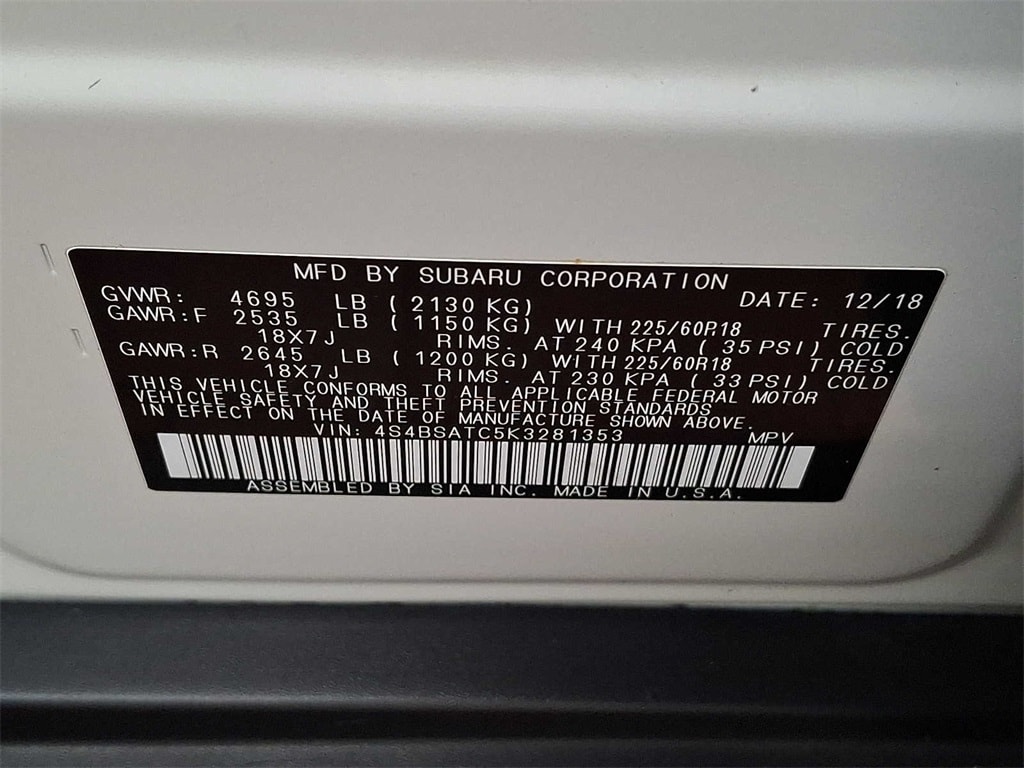 MFD BY SUBARU CORPORATION
GVWR: 4695 LB ( 2130 KG) DATE: 12/18
GAWR:F 2535 LB ( 1150 KG) WITH 225/60R18 TIRES.
18X7J RIMS. AT 240 KPA ( 35 PSI) COLD
GAWR:R 2645 LB ( 1200 KG) WITH 225/60R18 TIRES.
18X7J RIMS. AT 230 KPA ( 33 PSI) COLD
THIS VEHICLE CONFORMS TO ALL APPLICABLE FEDERAL MOTOR
VEHICLE SAFETY AND THEFT PREVENTION STANDARDS
IN EFFECT ON THE DATE OF MANUFACTURE SHOWN ABOVE.
VIN: 4S4BSATC5K3281353 MPV
ASSEMBLED BY SIA INC. MADE IN U.S.A.